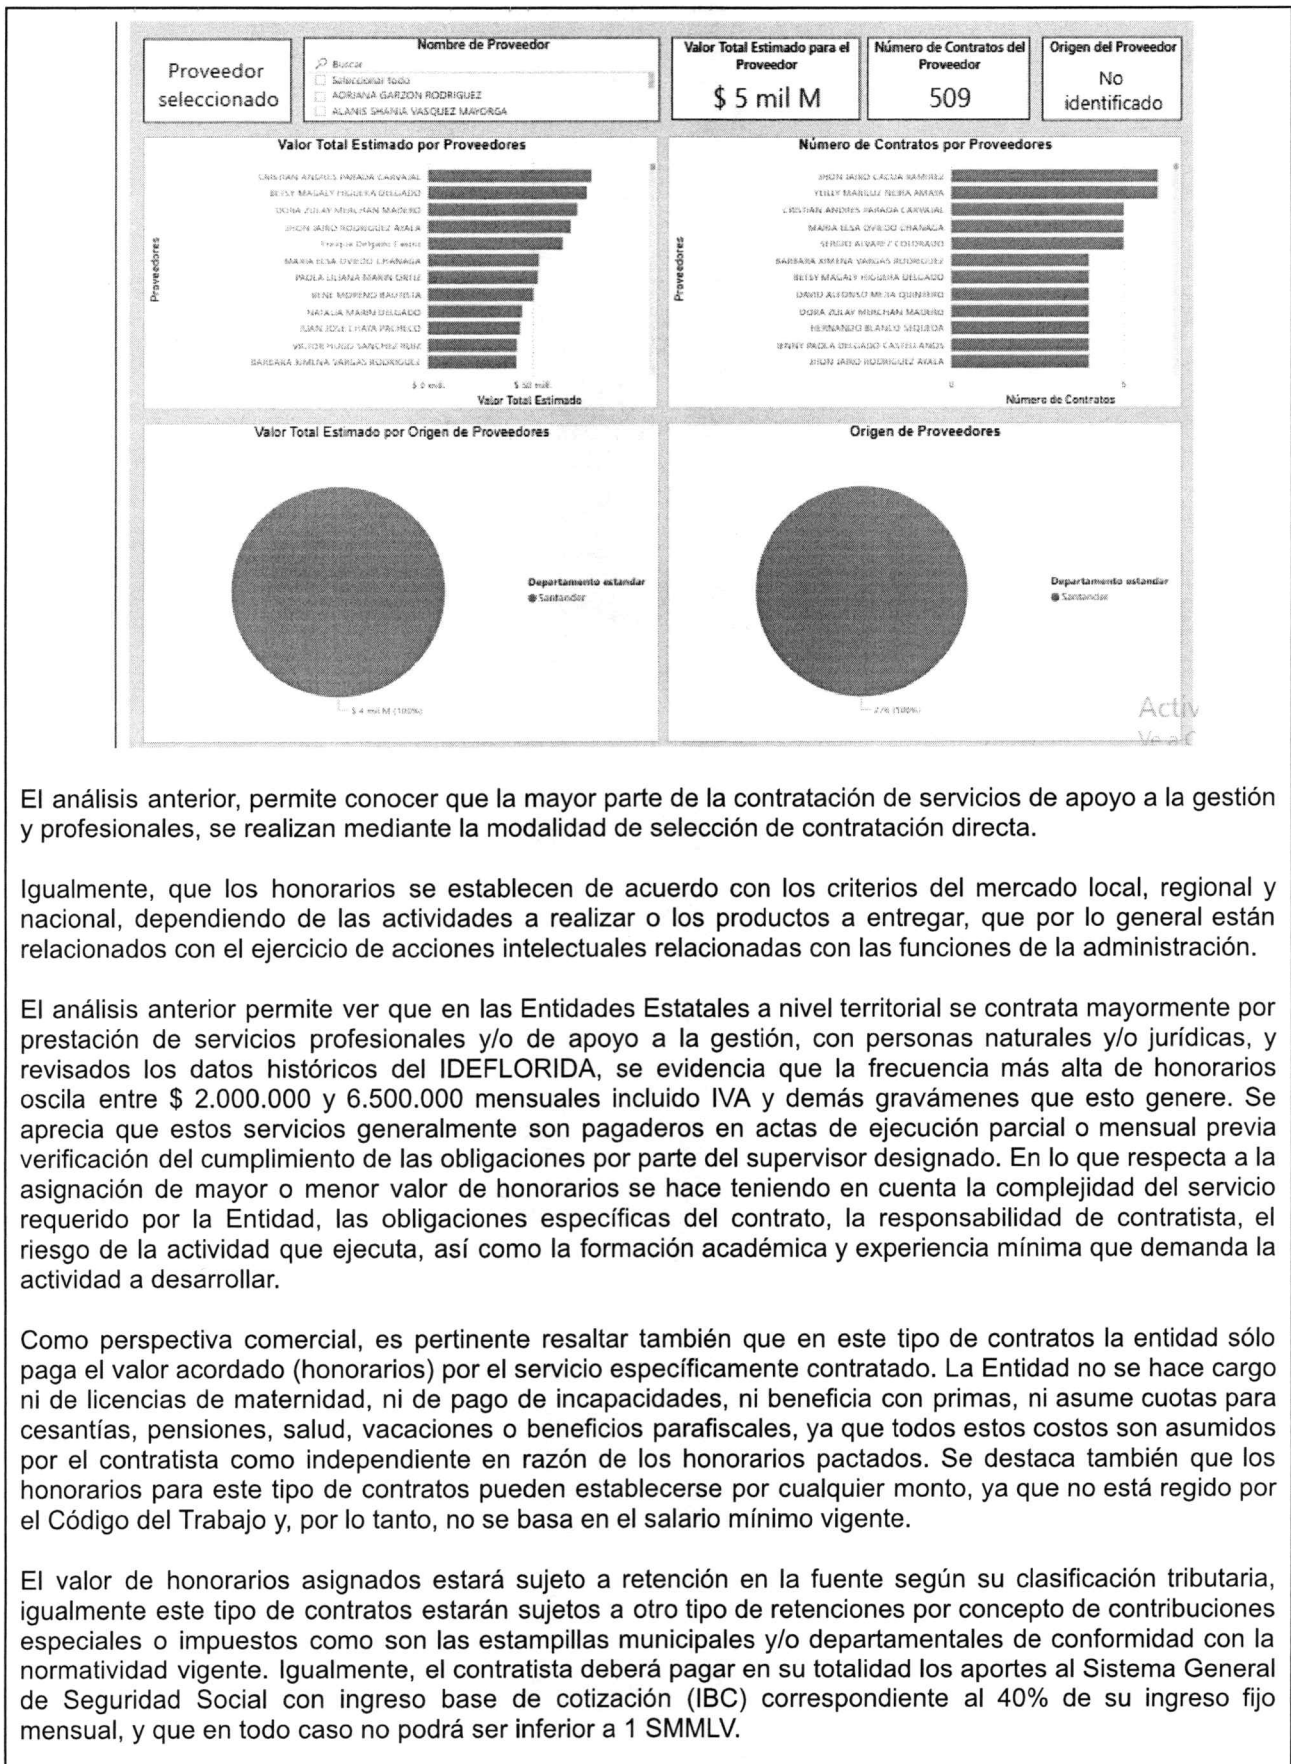 Proveedor
seleccionado
Nombre de Proveedor
Buscar
Seleccionar todo
ADRIANA GARZON RODRIGUEZ
ALANIS SHANIA VASQUEZ MAYORGA
Valor Total Estimado para el
Proveedor
$ 5 mil M
Número de Contratos del
Proveedor
509
Origen del Proveedor
No
identificado
Valor Total Estimado por Proveedores
Proveedores
CRISTIAN ANDRES PARADA CARVAJAL
BETSY MAGALY HIGUERA DELGADO
DORA ZULAY MERCHAN MADERO
JHON JAIRO RODRIGUEZ AYALA
Enrique Delgado
MARIA ELSA OVIEDO CHANAGA
PAOLA LILIANA MARIN ORTIZ
IRENE MORENO BAUTISTA
NATALIA MARIN DELGADO
JUAN JOSE CHAYA PACHECO
VICTOR HUGO SANCHEZ RUIZ
BARBARA XIMENA VARGAS RODRIGUEZ
$ 0 mill. $ 50 mill.
Valor Total Estimado
Número de Contratos por Proveedores
Proveedores
JHON JAIRO CACUA RAMIREZ
YEILLY MARGUZ NEIRA AMAYA
CRISTIAN ANDRES PARADA CARVAJAL
MARIA ELSA OVIEDO CHANAGA
SERGIO ALVAREZ COLORADO
BARBARA XIMENA VARGAS RODRIGUEZ
BETSY MAGALY HIGUERA DELGADO
DAVID ALFONSO MEJIA QUINTERO
DORA ZULAY MERCHAN MADERO
HERNANDO BLANCO SEQUEDA
JENNY PAOLA DELGADO CASTELLANOS
JHON JAIRO RODRIGUEZ AYALA
0 5
Número de Contratos
Valor Total Estimado por Origen de Proveedores
Departamento estandar
Santander
$ 4 mil M (100%)
Origen de Proveedores
Departamento estandar
Santander
276 (100%)
Activ
Ve a C
El análisis anterior, permite conocer que la mayor parte de la contratación de servicios de apoyo a la gestión
y profesionales, se realizan mediante la modalidad de selección de contratación directa.
Igualmente, que los honorarios se establecen de acuerdo con los criterios del mercado local, regional y
nacional, dependiendo de las actividades a realizar o los productos a entregar, que por lo general están
relacionados con el ejercicio de acciones intelectuales relacionadas con las funciones de la administración.
El análisis anterior permite ver que en las Entidades Estatales a nivel territorial se contrata mayormente por
prestación de servicios profesionales y/o de apoyo a la gestión, con personas naturales y/o jurídicas, y
revisados los datos históricos del IDEFLORIDA, se evidencia que la frecuencia más alta de honorarios
oscila entre $ 2.000.000 y 6.500.000 mensuales incluido IVA y demás gravámenes que esto genere. Se
aprecia que estos servicios generalmente son pagaderos en actas de ejecución parcial o mensual previa
verificación del cumplimiento de las obligaciones por parte del supervisor designado. En lo que respecta a la
asignación de mayor o menor valor de honorarios se hace teniendo en cuenta la complejidad del servicio
requerido por la Entidad, las obligaciones específicas del contrato, la responsabilidad de contratista, el
riesgo de la actividad que ejecuta, así como la formación académica y experiencia mínima que demanda la
actividad a desarrollar.
Como perspectiva comercial, es pertinente resaltar también que en este tipo de contratos la entidad sólo
paga el valor acordado (honorarios) por el servicio específicamente contratado. La Entidad no se hace cargo
ni de licencias de maternidad, ni de pago de incapacidades, ni beneficia con primas, ni asume cuotas para
cesantías, pensiones, salud, vacaciones o beneficios parafiscales, ya que todos estos costos son asumidos
por el contratista como independiente en razón de los honorarios pactados. Se destaca también que los
honorarios para este tipo de contratos pueden establecerse por cualquier monto, ya que no está regido por
el Código del Trabajo y, por lo tanto, no se basa en el salario mínimo vigente.
El valor de honorarios asignados estará sujeto a retención en la fuente según su clasificación tributaria,
igualmente este tipo de contratos estarán sujetos a otro tipo de retenciones por concepto de contribuciones
especiales o impuestos como son las estampillas municipales y/o departamentales de conformidad con la
normatividad vigente. Igualmente, el contratista deberá pagar en su totalidad los aportes al Sistema General
de Seguridad Social con ingreso base de cotización (IBC) correspondiente al 40% de su ingreso fijo
mensual, y que en todo caso no podrá ser inferior a 1 SMMLV.